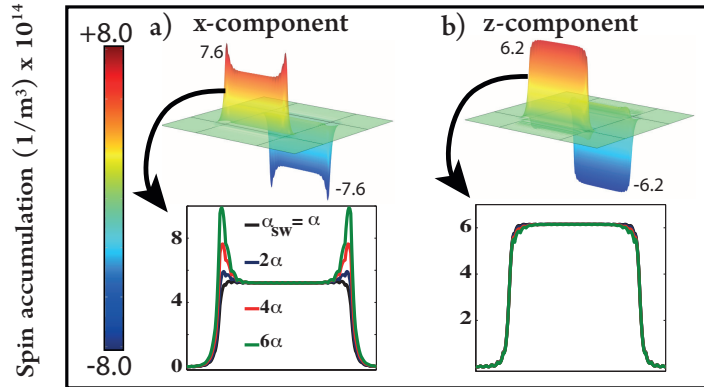 Spin accumulation (1/m³) x 10¹⁴
+8.0
-8.0
a) x-component
7.6
-7.6
8
4
0
α_sw = α
2α
4α
6α
b) z-component
6.2
-6.2
6
4
2